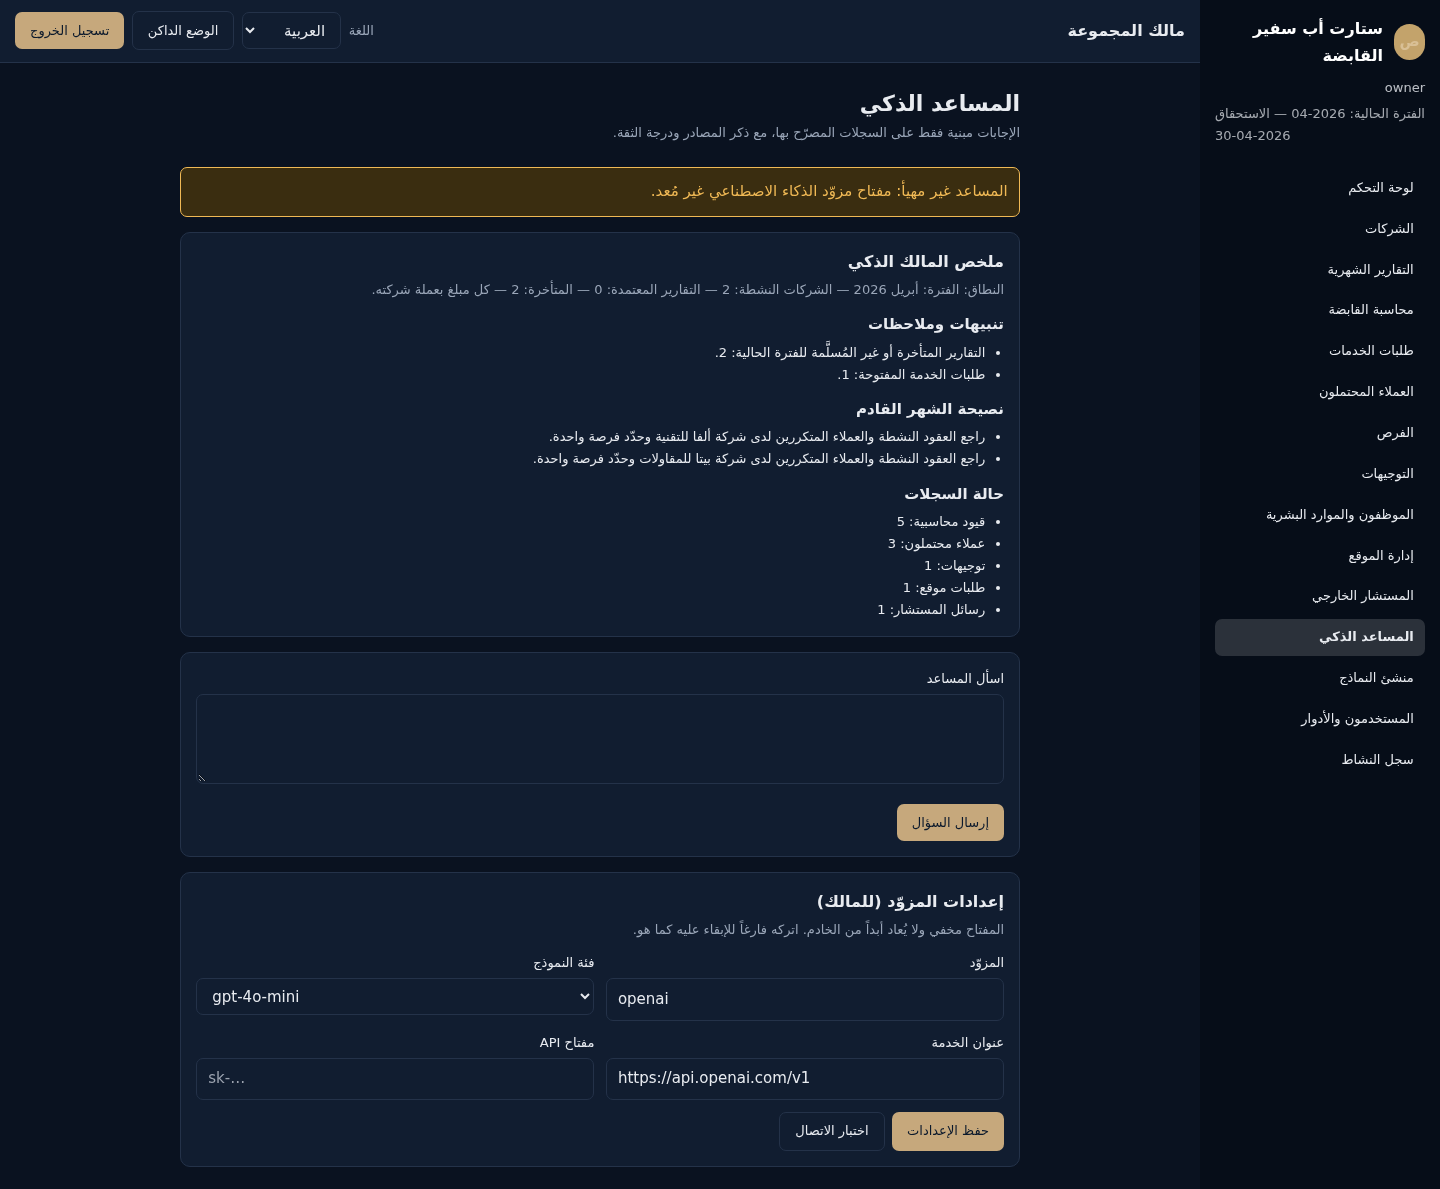 ص
ستارت أب سفير
القابضة
owner
الفترة الحالية: 2026-04 — الاستحقاق
2026-04-30
لوحة التحكم
الشركات
التقارير الشهرية
محاسبة القابضة
طلبات الخدمات
العملاء المحتملون
الفرص
التوجيهات
الموظفون والموارد البشرية
إدارة الموقع
المستشار الخارجي
المساعد الذكي
منشئ النماذج
المستخدمون والأدوار
سجل النشاط
مالك المجموعة
اللغة
العربية
الوضع الداكن
تسجيل الخروج
المساعد الذكي
الإجابات مبنية فقط على السجلات المصرّح بها، مع ذكر المصادر ودرجة الثقة.
المساعد غير مهيأ: مفتاح مزوّد الذكاء الاصطناعي غير مُعد.
ملخص المالك الذكي
النطاق: الفترة: أبريل 2026 — الشركات النشطة: 2 — التقارير المعتمدة: 0 — المتأخرة: 2 — كل مبلغ بعملة شركته.
تنبيهات وملاحظات
• التقارير المتأخرة أو غير المُسلَّمة للفترة الحالية: 2.
• طلبات الخدمة المفتوحة: 1.
نصيحة الشهر القادم
• راجع العقود النشطة والعملاء المتكررين لدى شركة ألفا للتقنية وحدّد فرصة واحدة.
• راجع العقود النشطة والعملاء المتكررين لدى شركة بيتا للمقاولات وحدّد فرصة واحدة.
حالة السجلات
• قيود محاسبية: 5
• عملاء محتملون: 3
• توجيهات: 1
• طلبات موقع: 1
• رسائل المستشار: 1
اسأل المساعد
إرسال السؤال
إعدادات المزوّد (للمالك)
المفتاح مخفي ولا يُعاد أبداً من الخادم. اتركه فارغاً للإبقاء عليه كما هو.
المزوّد
openai
فئة النموذج
gpt-4o-mini
عنوان الخدمة
https://api.openai.com/v1
مفتاح API
sk-...
حفظ الإعدادات
اختبار الاتصال